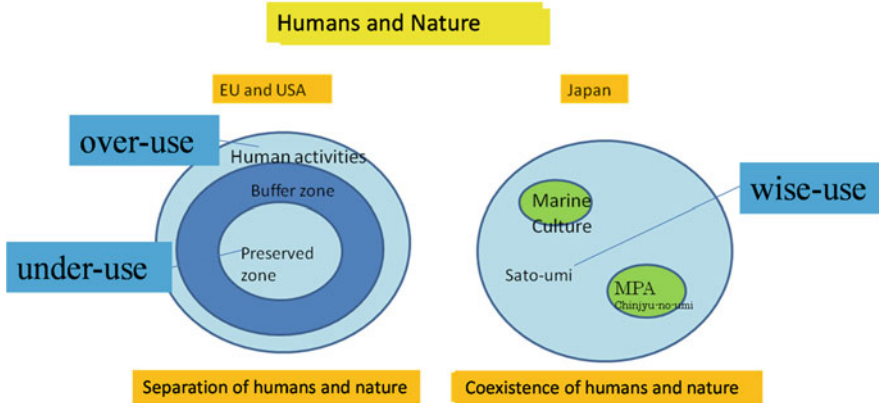 Humans and Nature
EU and USA
Japan
over-use
Human activities
Buffer zone
Preserved
zone
under-use
Marine
Culture
wise-use
Sato-umi
MPA
Chinjyu-no-umi
Separation of humans and nature
Coexistence of humans and nature